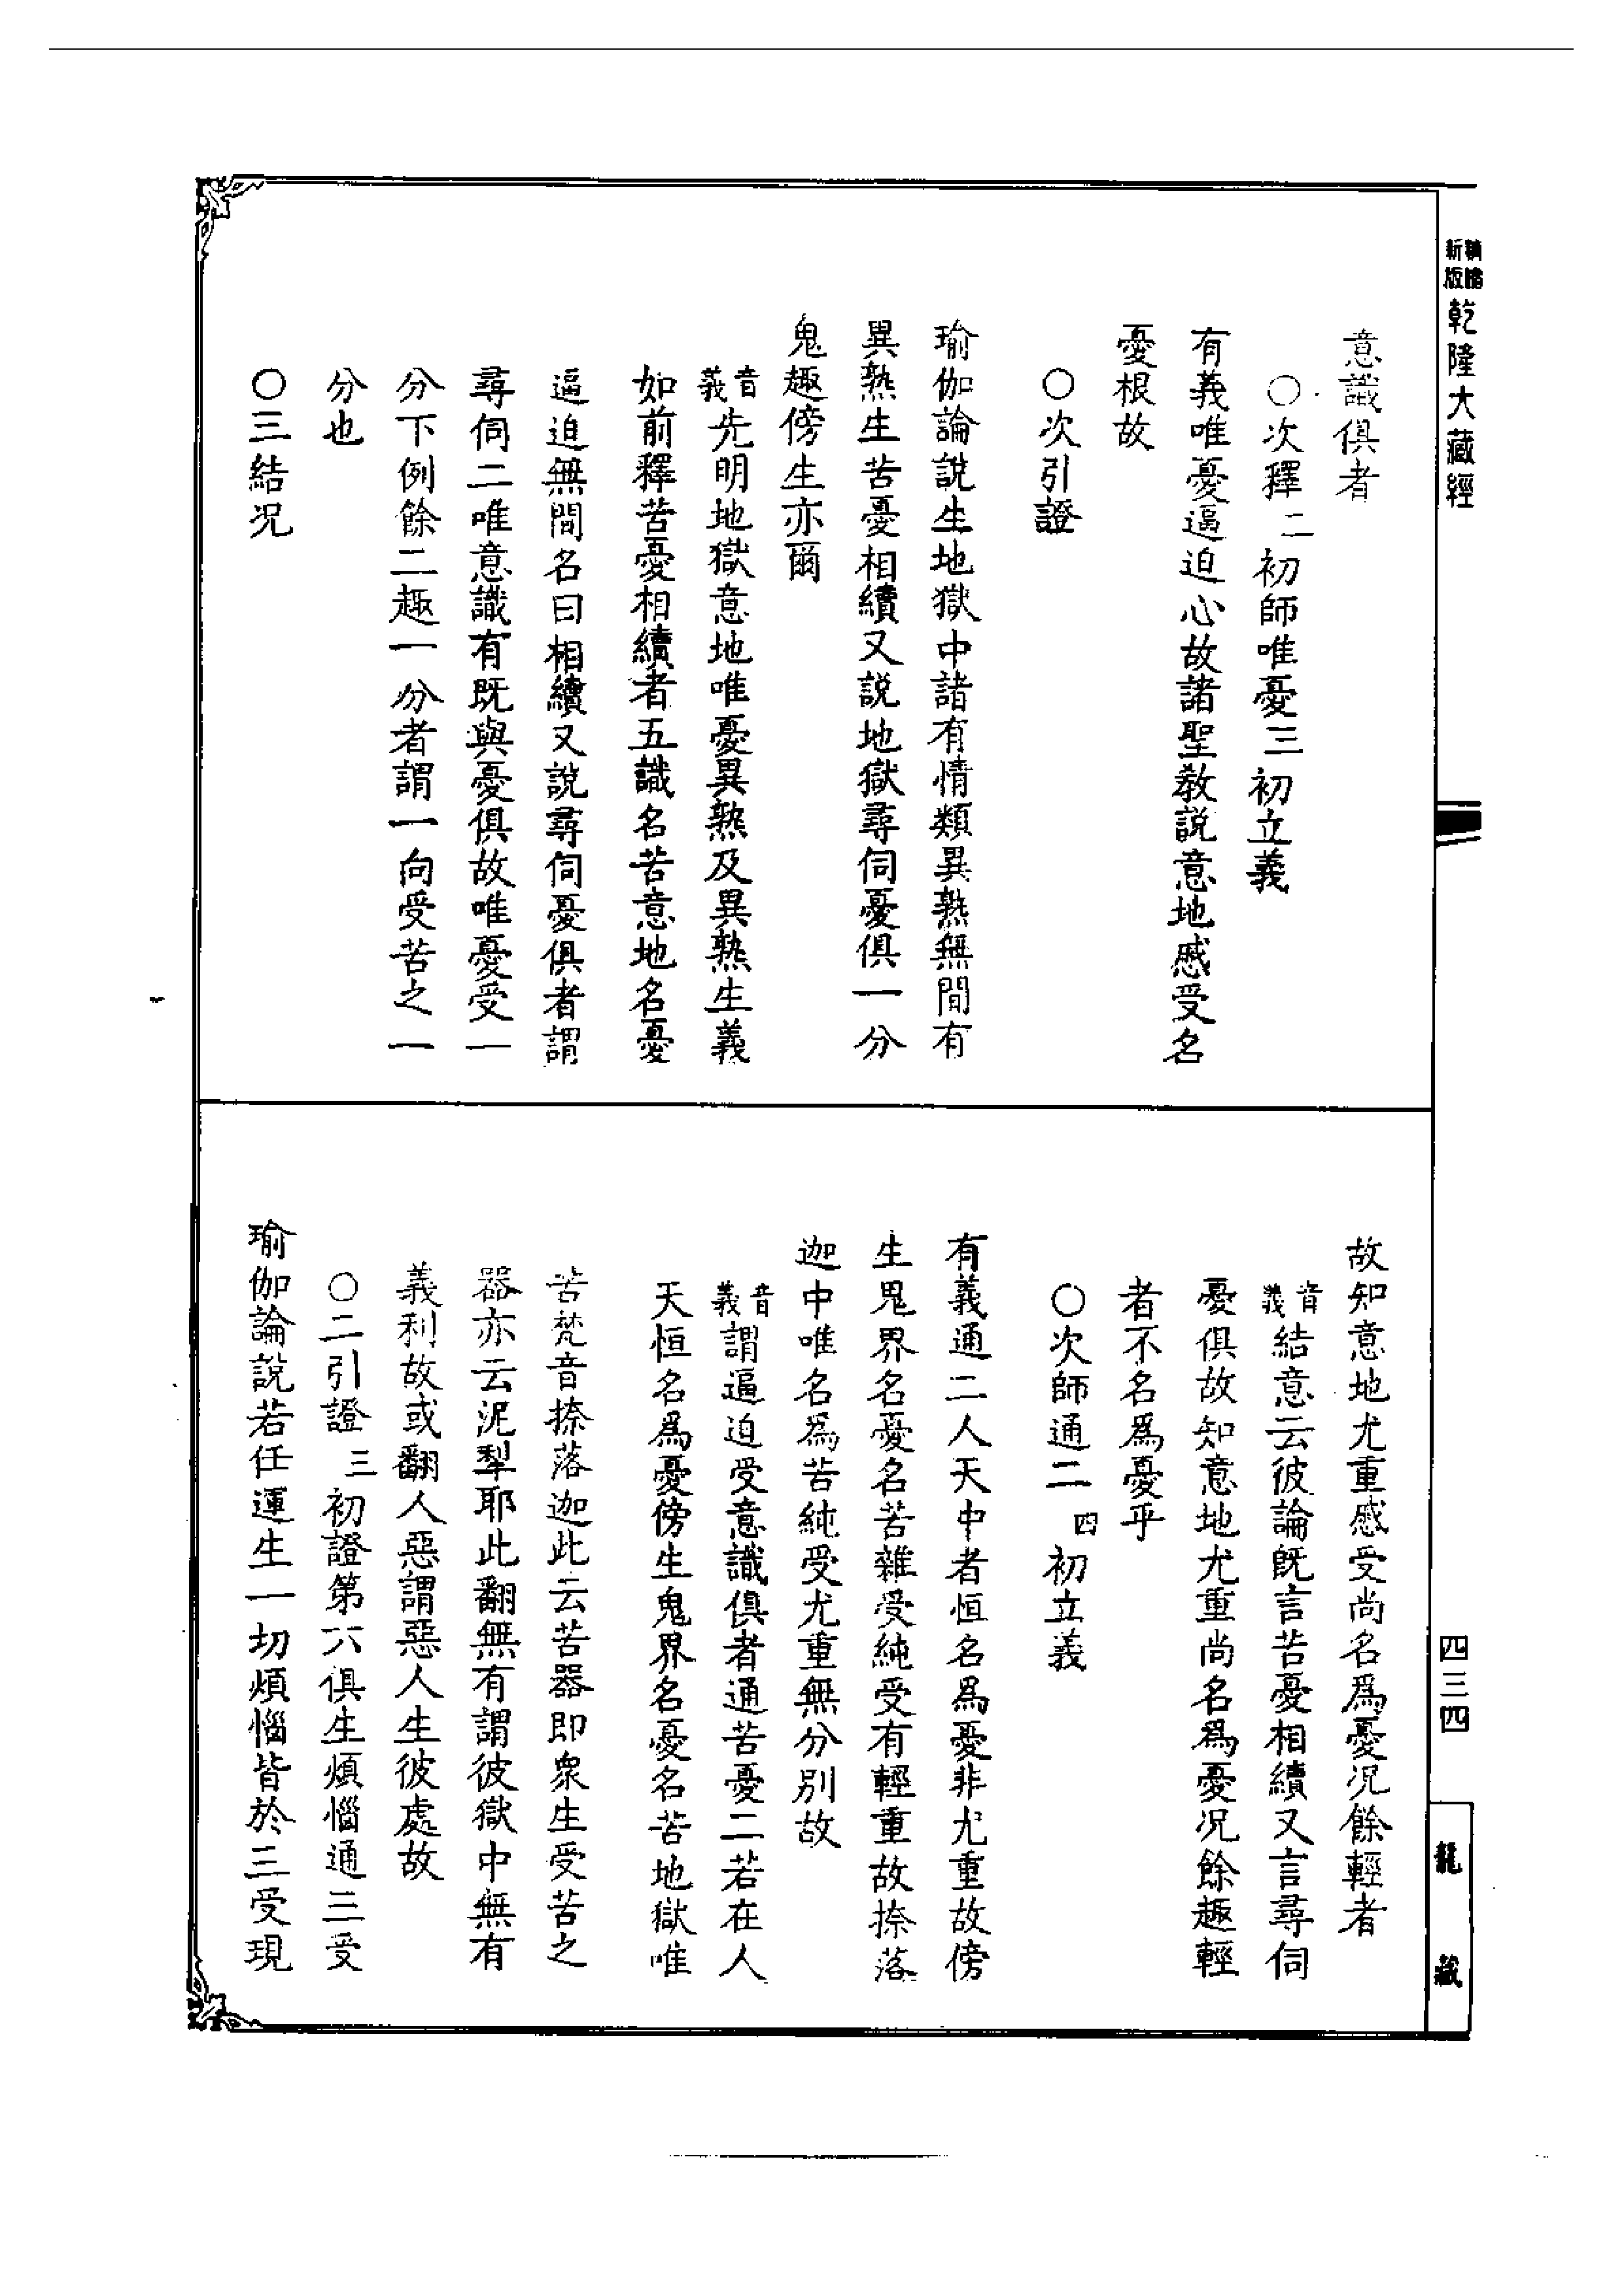 新版精縮乾隆大藏經
意識俱者
○次釋二初師唯憂三初立義
有義唯憂逼迫心故諸聖教說意地慼受名
憂根故
○次引證
瑜伽論說生地獄中諸有情類異熟無間有
異熟生苦憂相續又說地獄尋伺憂俱一分
鬼趣傍生亦爾
音義先明地獄意地唯憂異熟及異熟生義
如前釋苦憂相續者五識名苦意地名憂
逼迫無間名曰相續又說尋伺憂俱者謂
尋伺二唯意識有既與憂俱故唯憂受一
分下例餘二趣一分者謂一向受苦之一
分也
○三結况
故知意地尤重慼受尚名爲憂况餘輕者
音義結意云彼論既言苦憂相續又言尋伺
憂俱故知意地尤重尚名爲憂况餘趣輕
者不名爲憂乎
○次師通二四初立義
有義通二人天中者恒名爲憂非尤重故傍
生鬼界名憂名苦雜受純受有輕重故捺落
迦中唯名爲苦純受尤重無分別故
音義謂逼迫受意識俱者通苦憂二若在人
天恒名爲憂傍生鬼界名憂名苦地獄唯
苦梵音捺落迦此云苦器即衆生受苦之
器亦云泥犁耶此翻無有謂彼獄中無有
義利故或翻人惡謂惡人生彼處故
○二引證三初證第六俱生煩惱通三受
瑜伽論說若任運生一切煩惱皆於三受現
四三四
龍藏